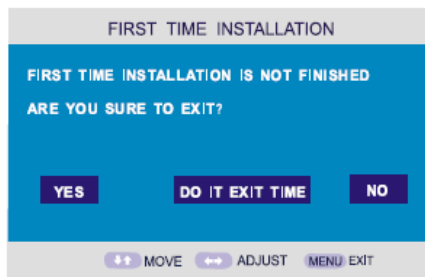 FIRST TIME INSTALLATION
FIRST TIME INSTALLATION IS NOT FINISHED
ARE YOU SURE TO EXIT?
YES DO IT EXIT TIME NO
MOVE ADJUST MENU EXIT